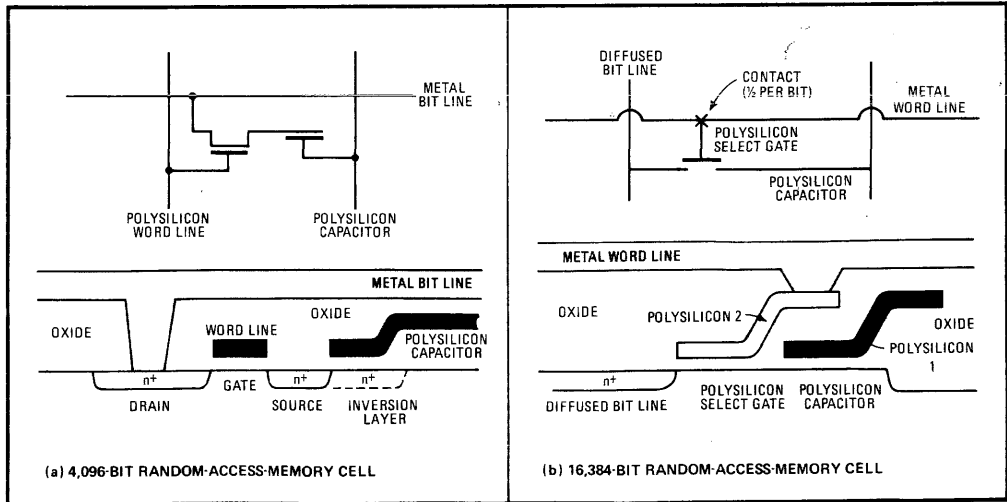 METAL
BIT LINE
POLYSILICON
WORD LINE
POLYSILICON
CAPACITOR
METAL BIT LINE
OXIDE
WORD LINE
OXIDE
POLYSILICON
CAPACITOR
n+
GATE
n+
n+
DRAIN
SOURCE
INVERSION
LAYER
(a) 4,096-BIT RANDOM-ACCESS-MEMORY CELL
DIFFUSED
BIT LINE
CONTACT
(½ PER BIT)
METAL
WORD LINE
POLYSILICON
SELECT GATE
POLYSILICON
CAPACITOR
METAL WORD LINE
OXIDE
POLYSILICON 2
OXIDE
POLYSILICON
1
n+
DIFFUSED BIT LINE
POLYSILICON
SELECT GATE
POLYSILICON
CAPACITOR
(b) 16,384-BIT RANDOM-ACCESS-MEMORY CELL